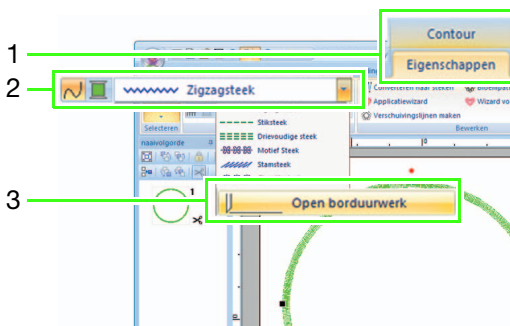 1
Contour
Eigenschappen
2
Zigzagsteek
Converteren naar steken
Applicatiewizard
Wizard vo
Verschuivingslijnen maken
Selecteren
Bewerken
Stiksteek
Drievoudige steek
Motief Steek
Stamsteek
naaivolgorde
1
3
Open borduurwerk